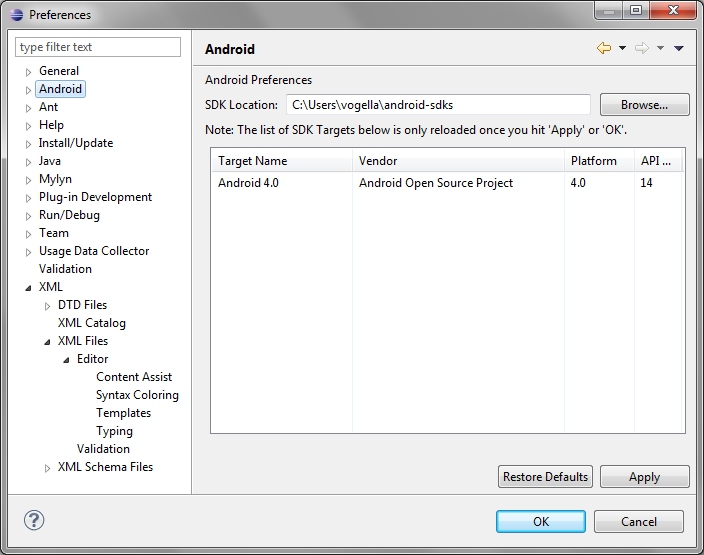 Preferences
type filter text
General
Android
Ant
Help
Install/Update
Java
Mylyn
Plug-in Development
Run/Debug
Team
Usage Data Collector
Validation
XML
DTD Files
XML Catalog
XML Files
Editor
Content Assist
Syntax Coloring
Templates
Typing
Validation
XML Schema Files
Android
Android Preferences
SDK Location: C:\Users\vogella\android-sdks Browse...
Note: The list of SDK Targets below is only reloaded once you hit 'Apply' or 'OK'.
Target Name Vendor Platform API ...
Android 4.0 Android Open Source Project 4.0 14
Restore Defaults Apply
? OK Cancel